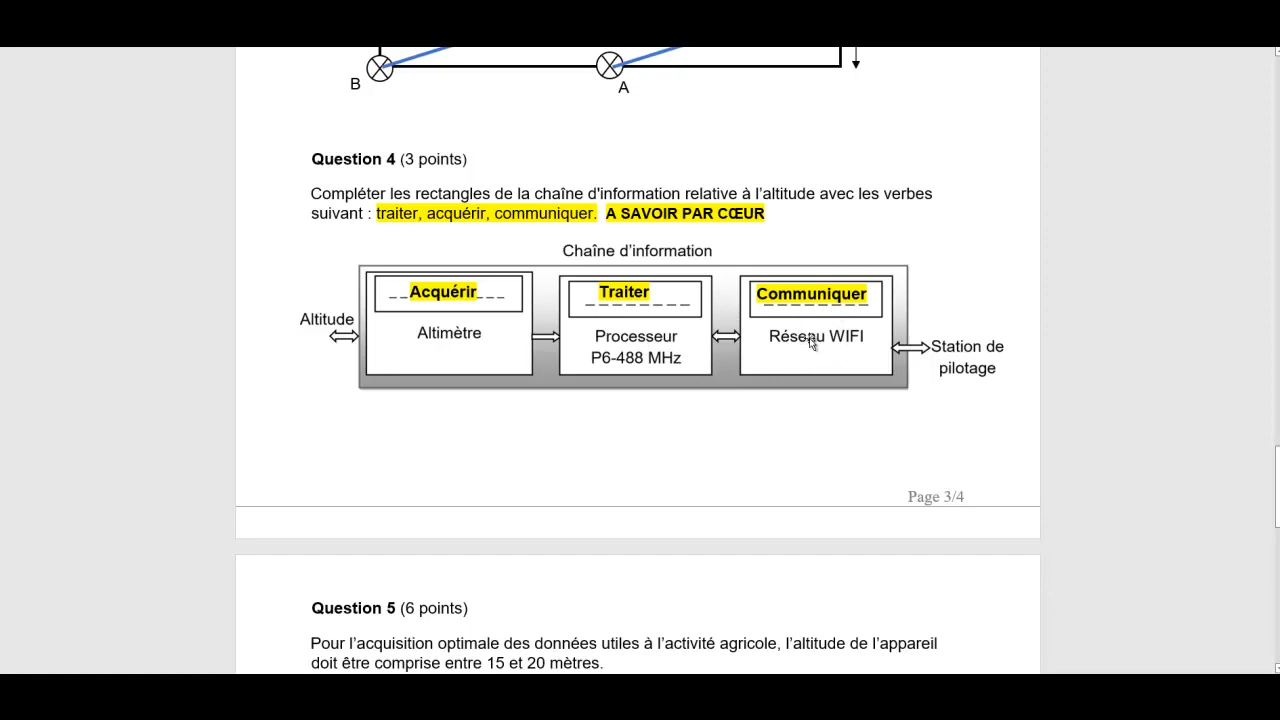 B
A
Question 4 (3 points)
Compléter les rectangles de la chaîne d'information relative à l'altitude avec les verbes
suivant : traiter, acquérir, communiquer. A SAVOIR PAR CŒUR
Chaîne d'information
Acquérir
Traiter
Communiquer
Altitude
Altimètre
Processeur
P6-488 MHz
Réseau WIFI
Station de
pilotage
Page 3/4
Question 5 (6 points)
Pour l'acquisition optimale des données utiles à l'activité agricole, l'altitude de l'appareil
doit être comprise entre 15 et 20 mètres.